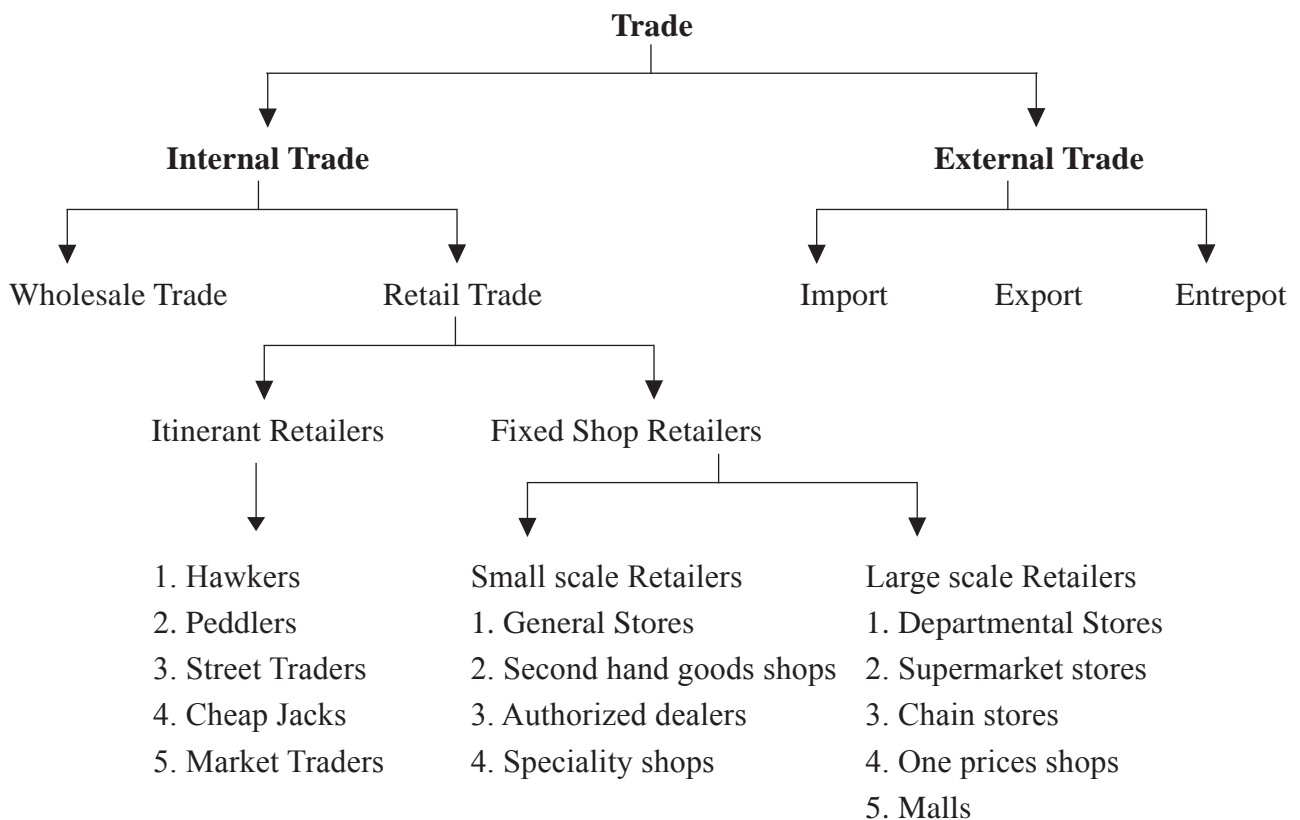 Trade
Internal Trade
External Trade
Wholesale Trade
Retail Trade
Import
Export
Entrepot
Itinerant Retailers
Fixed Shop Retailers
1. Hawkers
2. Peddlers
3. Street Traders
4. Cheap Jacks
5. Market Traders
Small scale Retailers
1. General Stores
2. Second hand goods shops
3. Authorized dealers
4. Speciality shops
Large scale Retailers
1. Departmental Stores
2. Supermarket stores
3. Chain stores
4. One prices shops
5. Malls